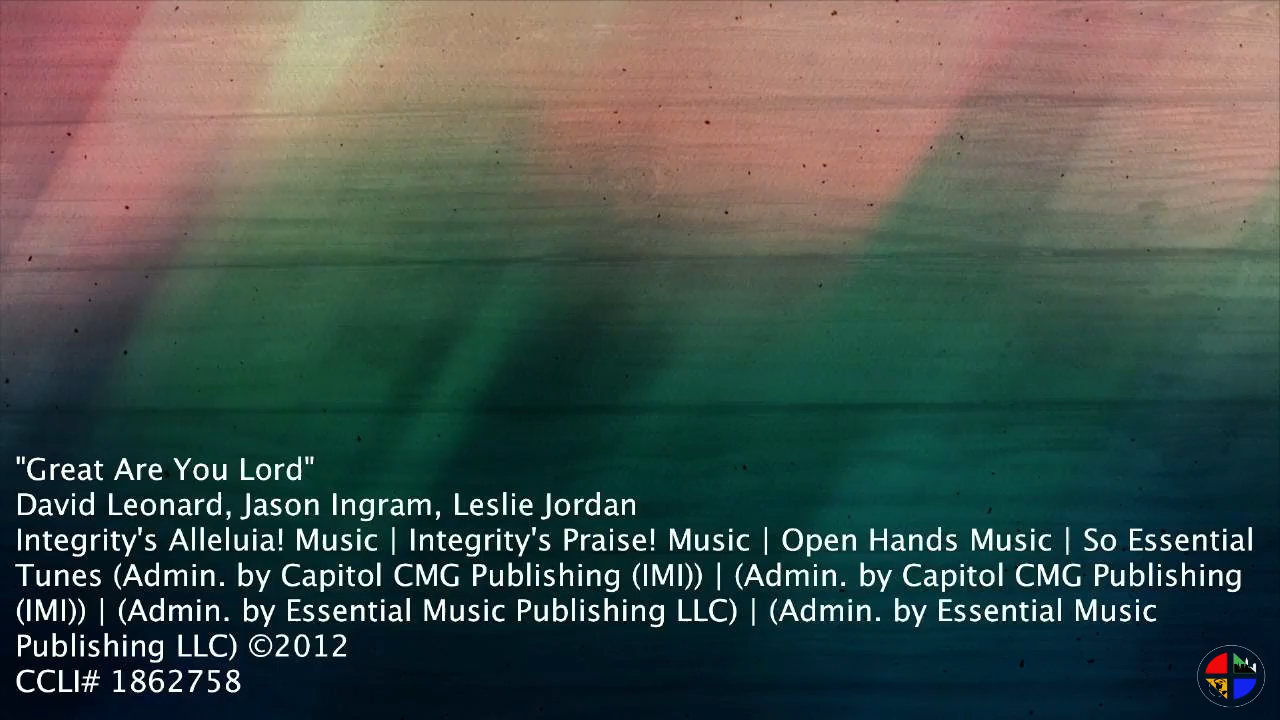 "Great Are You Lord"
David Leonard, Jason Ingram, Leslie Jordan
Integrity's Alleluia! Music | Integrity's Praise! Music | Open Hands Music | So Essential
Tunes (Admin. by Capitol CMG Publishing (IMI)) | (Admin. by Capitol CMG Publishing
(IMI)) | (Admin. by Essential Music Publishing LLC) | (Admin. by Essential Music
Publishing LLC) ©2012
CCLI# 1862758